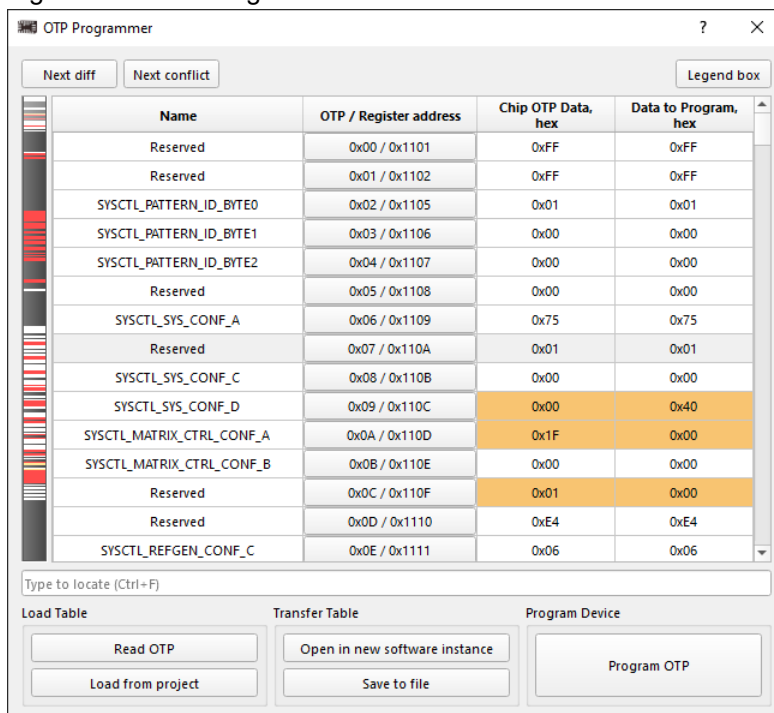 OTP Programmer ? ×
Next diff Next conflict Legend box
Name OTP / Register address Chip OTP Data, hex Data to Program, hex
Reserved 0x00 / 0x1101 0xFF 0xFF
Reserved 0x01 / 0x1102 0xFF 0xFF
SYSCTL_PATTERN_ID_BYTE0 0x02 / 0x1105 0x01 0x01
SYSCTL_PATTERN_ID_BYTE1 0x03 / 0x1106 0x00 0x00
SYSCTL_PATTERN_ID_BYTE2 0x04 / 0x1107 0x00 0x00
Reserved 0x05 / 0x1108 0x00 0x00
SYSCTL_SYS_CONF_A 0x06 / 0x1109 0x75 0x75
Reserved 0x07 / 0x110A 0x01 0x01
SYSCTL_SYS_CONF_C 0x08 / 0x110B 0x00 0x00
SYSCTL_SYS_CONF_D 0x09 / 0x110C 0x00 0x40
SYSCTL_MATRIX_CTRL_CONF_A 0x0A / 0x110D 0x1F 0x00
SYSCTL_MATRIX_CTRL_CONF_B 0x0B / 0x110E 0x00 0x00
Reserved 0x0C / 0x110F 0x01 0x00
Reserved 0x0D / 0x1110 0xE4 0xE4
SYSCTL_REFGEN_CONF_C 0x0E / 0x1111 0x06 0x06
Type to locate (Ctrl+F)
Load Table Transfer Table Program Device
Read OTP Open in new software instance Program OTP
Load from project Save to file